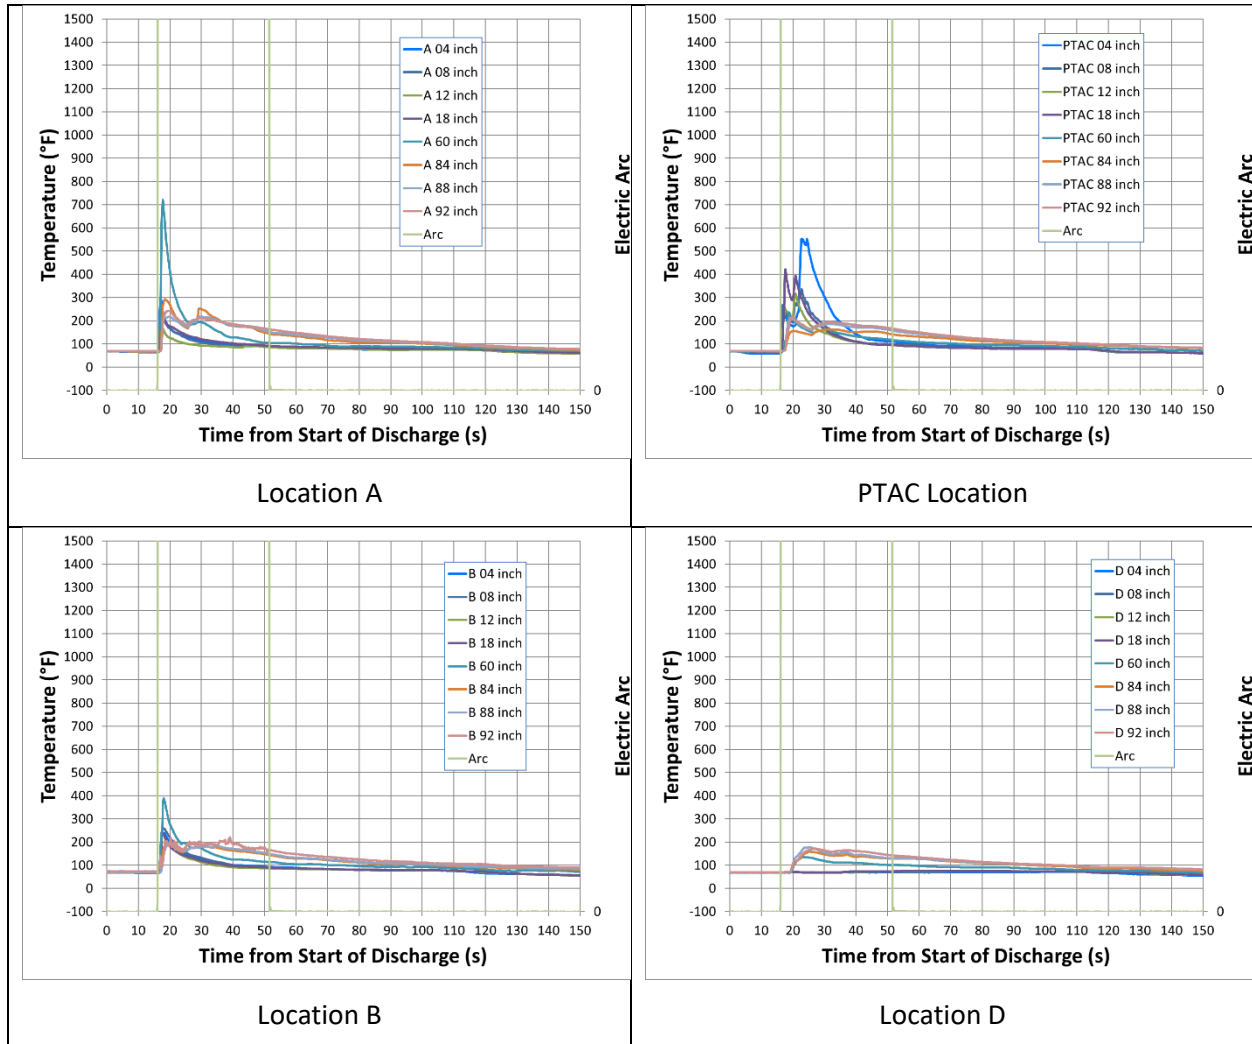 1500
1400
1300
1200
1100
1000
900
800
700
600
500
400
300
200
100
0
-100
Temperature (°F)
A 04 inch
A 08 inch
A 12 inch
A 18 inch
A 60 inch
A 84 inch
A 88 inch
A 92 inch
Arc
Electric Arc
0
0 10 20 30 40 50 60 70 80 90 100 110 120 130 140 150
Time from Start of Discharge (s)
Location A
1500
1400
1300
1200
1100
1000
900
800
700
600
500
400
300
200
100
0
-100
Temperature (°F)
PTAC 04 inch
PTAC 08 inch
PTAC 12 inch
PTAC 18 inch
PTAC 60 inch
PTAC 84 inch
PTAC 88 inch
PTAC 92 inch
Arc
Electric Arc
0
0 10 20 30 40 50 60 70 80 90 100 110 120 130 140 150
Time from Start of Discharge (s)
PTAC Location
1500
1400
1300
1200
1100
1000
900
800
700
600
500
400
300
200
100
0
-100
Temperature (°F)
B 04 inch
B 08 inch
B 12 inch
B 18 inch
B 60 inch
B 84 inch
B 88 inch
B 92 inch
Arc
Electric Arc
0
0 10 20 30 40 50 60 70 80 90 100 110 120 130 140 150
Time from Start of Discharge (s)
Location B
1500
1400
1300
1200
1100
1000
900
800
700
600
500
400
300
200
100
0
-100
Temperature (°F)
D 04 inch
D 08 inch
D 12 inch
D 18 inch
D 60 inch
D 84 inch
D 88 inch
D 92 inch
Arc
Electric Arc
0
0 10 20 30 40 50 60 70 80 90 100 110 120 130 140 150
Time from Start of Discharge (s)
Location D